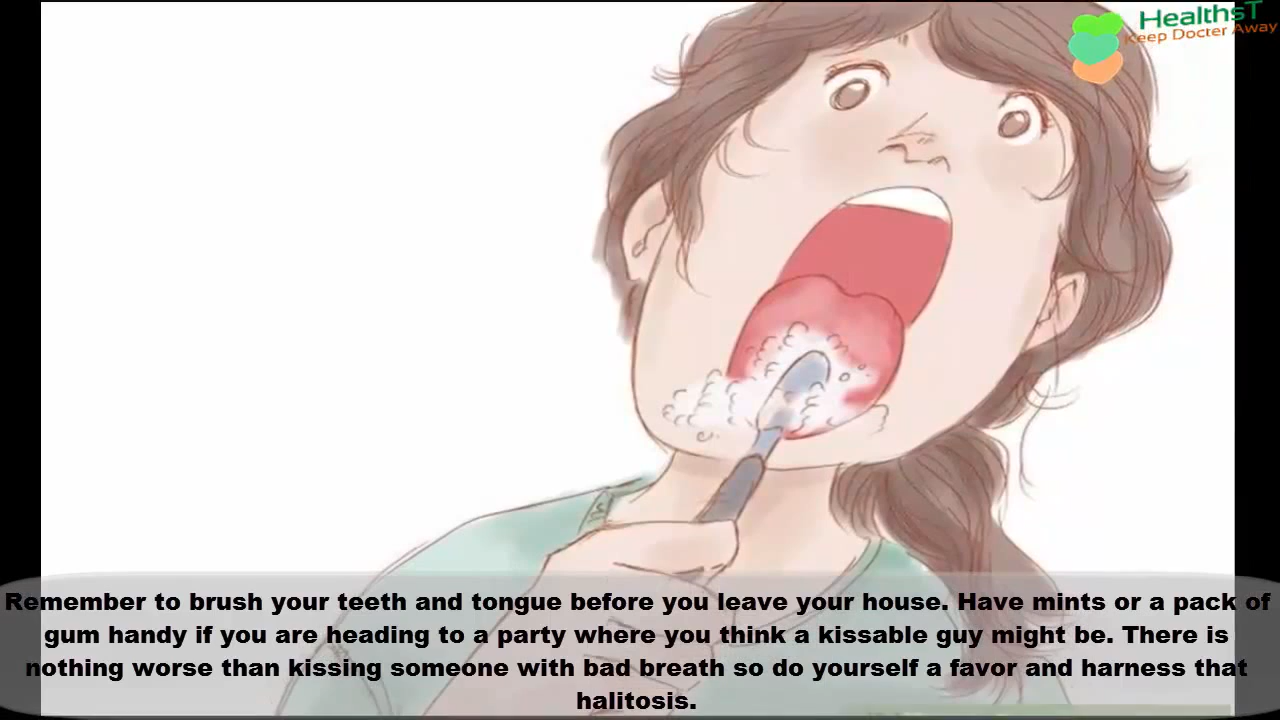 HealthsT
Keep Docter Away
Remember to brush your teeth and tongue before you leave your house. Have mints or a pack of
gum handy if you are heading to a party where you think a kissable guy might be. There is
nothing worse than kissing someone with bad breath so do yourself a favor and harness that
halitosis.